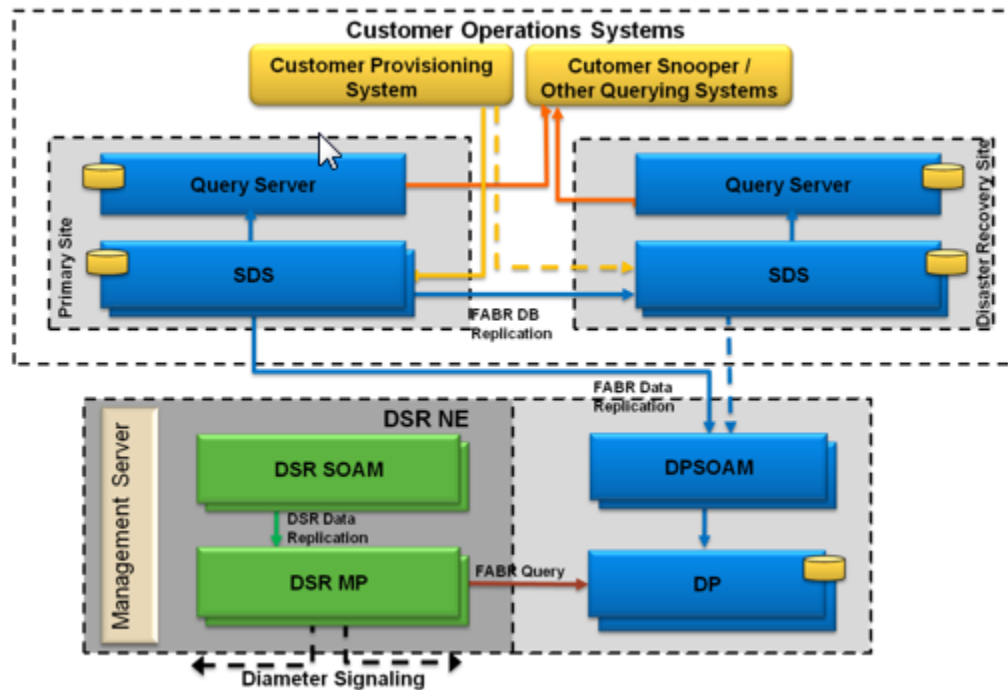 Customer Operations Systems
Customer Provisioning
System
Cutomer Snooper /
Other Querying Systems
Primary Site
Query Server
SDS
Query Server
SDS
Disaster Recovery Site
FABR DB
Replication
FABR Data
Replication
Management Server
DSR NE
DSR SOAM
DSR Data
Replication
DSR MP
FABR Query
DPSOAM
DP
Diameter Signaling